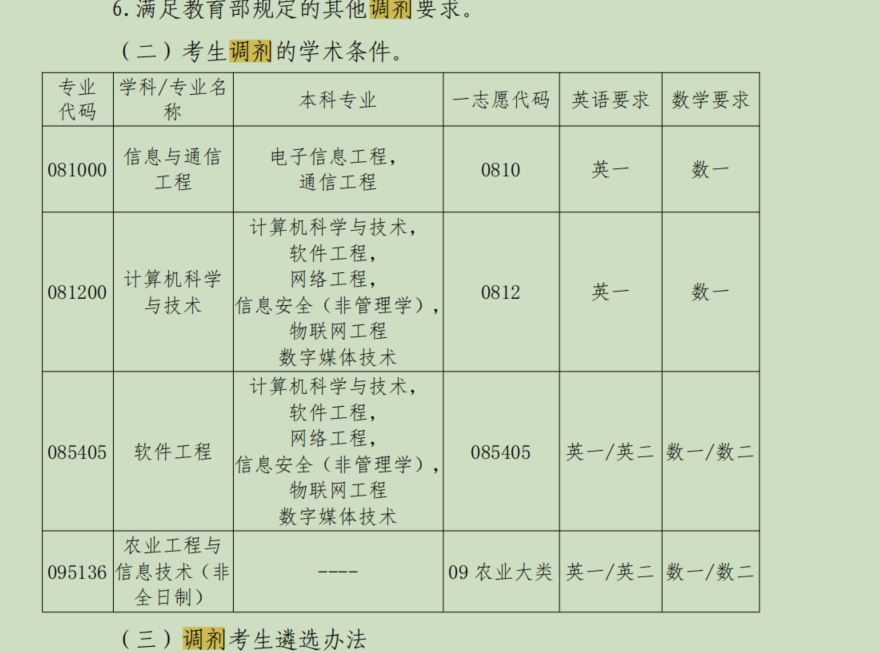 6.满足教育部规定的其他调剂要求。
（二）考生调剂的学术条件。
专业代码 学科/专业名称 本科专业 一志愿代码 英语要求 数学要求
081000 信息与通信工程 电子信息工程，通信工程 0810 英一 数一
081200 计算机科学与技术 计算机科学与技术，软件工程，网络工程，信息安全（非管理学），物联网工程 数字媒体技术 0812 英一 数一
085405 软件工程 计算机科学与技术，软件工程，网络工程，信息安全（非管理学），物联网工程 数字媒体技术 085405 英一/英二 数一/数二
095136 农业工程与信息技术（非全日制） ---- 09 农业大类 英一/英二 数一/数二
（三）调剂考生遴选办法